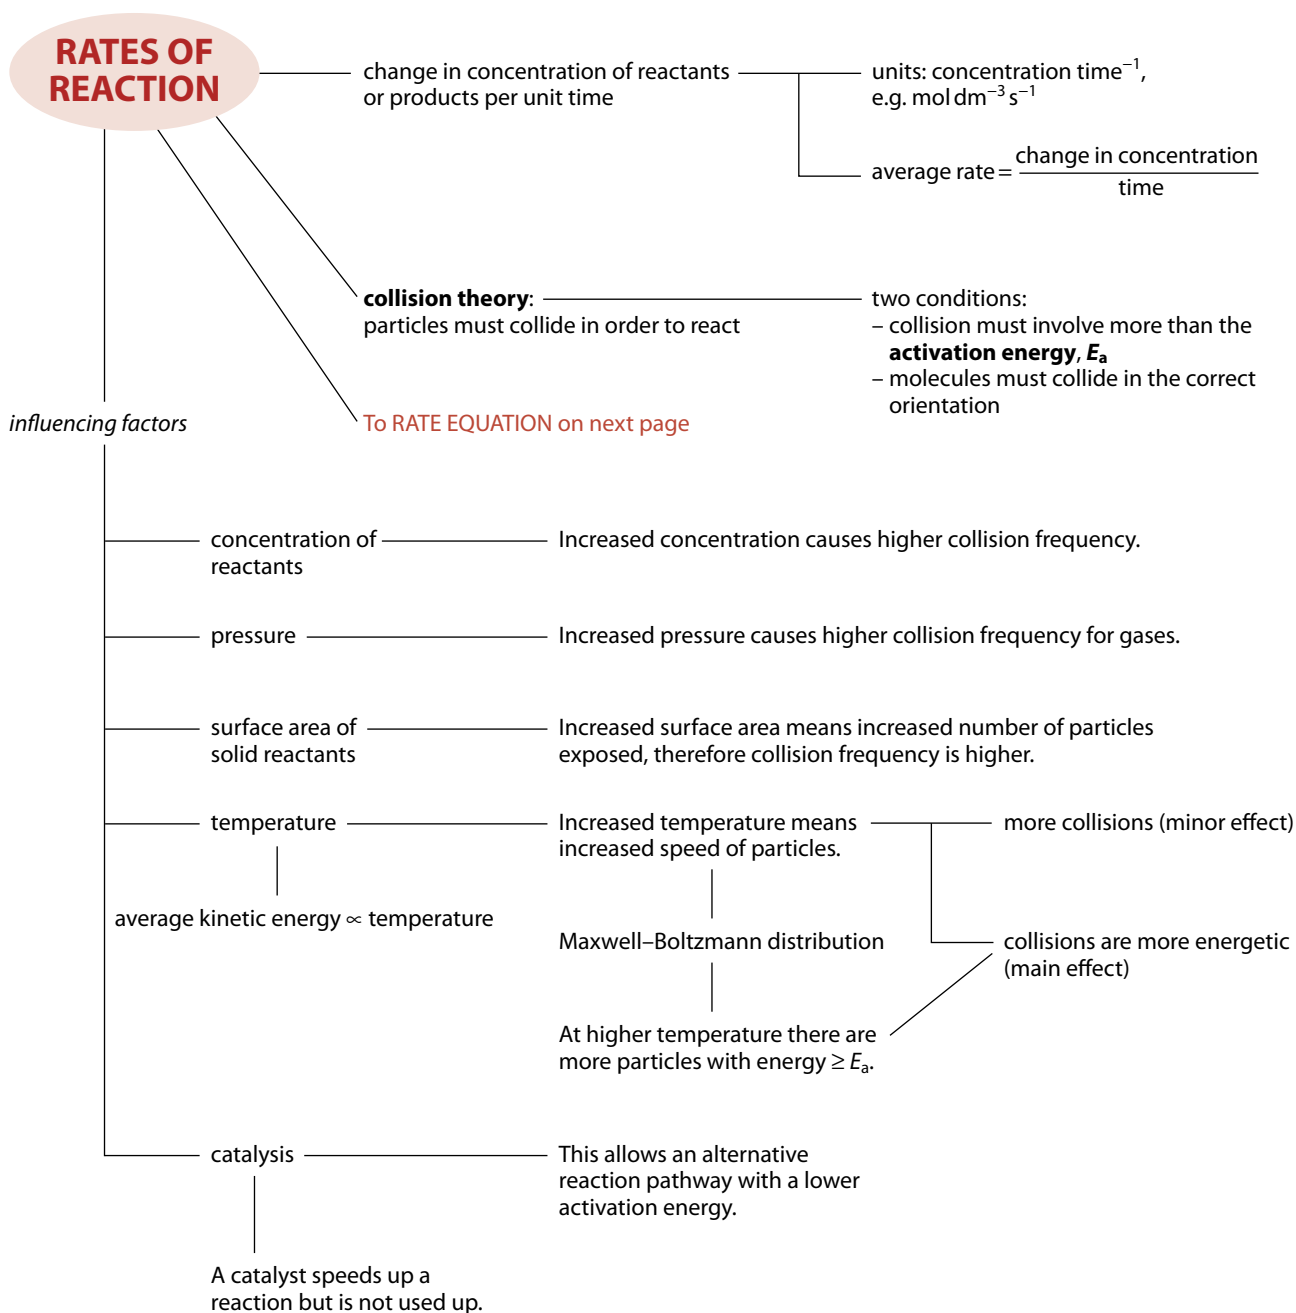 RATES OF
REACTION
change in concentration of reactants
or products per unit time
units: concentration time⁻¹,
e.g. mol dm⁻³ s⁻¹
average rate = change in concentration
time
collision theory:
particles must collide in order to react
two conditions:
– collision must involve more than the
activation energy, Eₐ
– molecules must collide in the correct
orientation
influencing factors
To RATE EQUATION on next page
concentration of
reactants
Increased concentration causes higher collision frequency.
pressure
Increased pressure causes higher collision frequency for gases.
surface area of
solid reactants
Increased surface area means increased number of particles
exposed, therefore collision frequency is higher.
temperature
Increased temperature means
increased speed of particles.
more collisions (minor effect)
average kinetic energy ∝ temperature
Maxwell–Boltzmann distribution
collisions are more energetic
(main effect)
At higher temperature there are
more particles with energy ≥ Eₐ.
catalysis
This allows an alternative
reaction pathway with a lower
activation energy.
A catalyst speeds up a
reaction but is not used up.